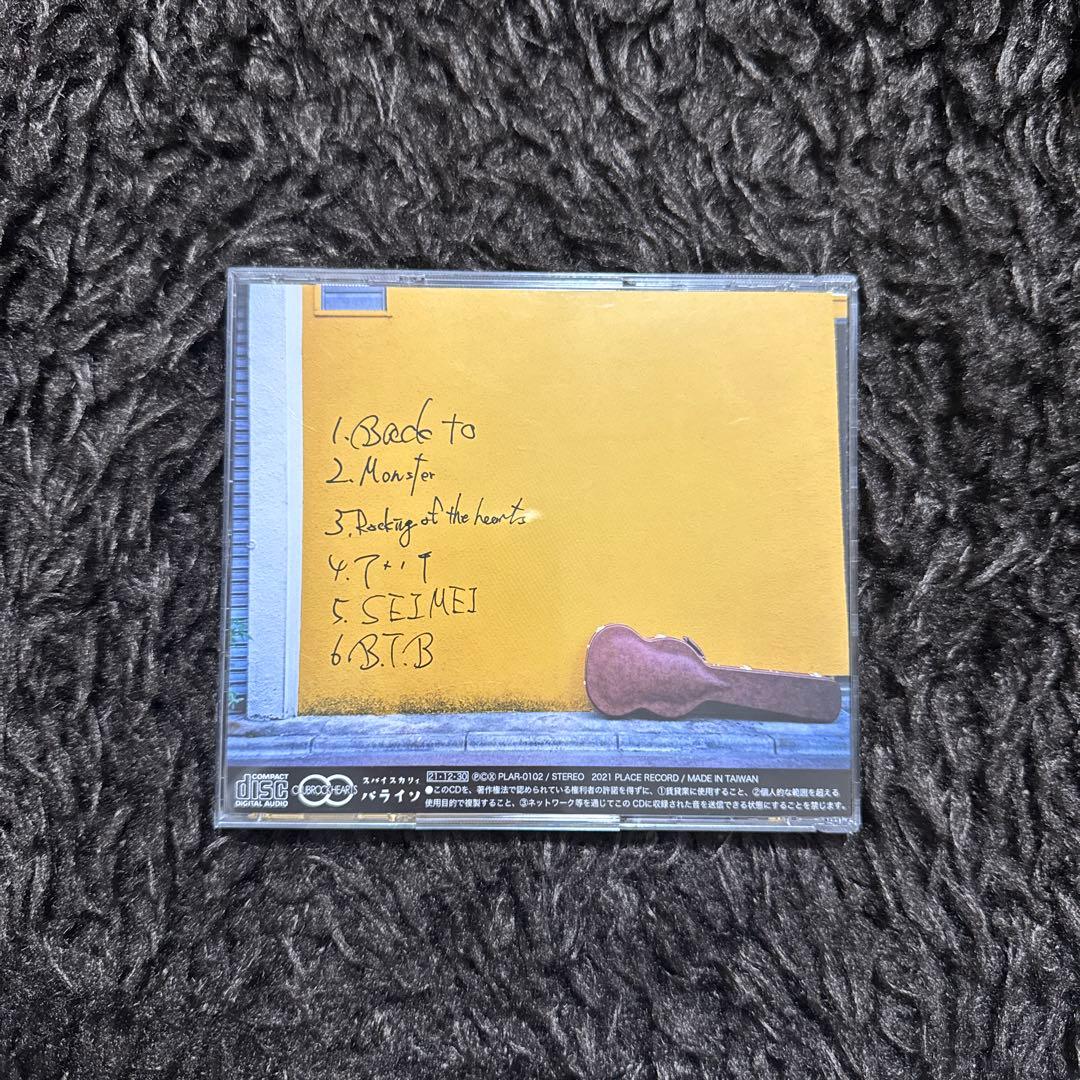 1. Back to
2. Monster
3. Rocking of the hearts
4.
5. SEIMEI
6. B.T.B
COMPACT
disc
DIGITAL AUDIO
CLUBROCK'HEARTS
スパイスカリィ
パライソ
21・12・30 ⓅⒸⓍ PLAR-0102 / STEREO 2021 PLACE RECORD / MADE IN TAIWAN
●このCDを、著作権法で認められている権利者の許諾を得ずに、①賃貸業に使用すること、②個人的な範囲を超える
使用目的で複製すること、③ネットワーク等を通じてこの CDに収録された音を送信できる状態にすることを禁じます。